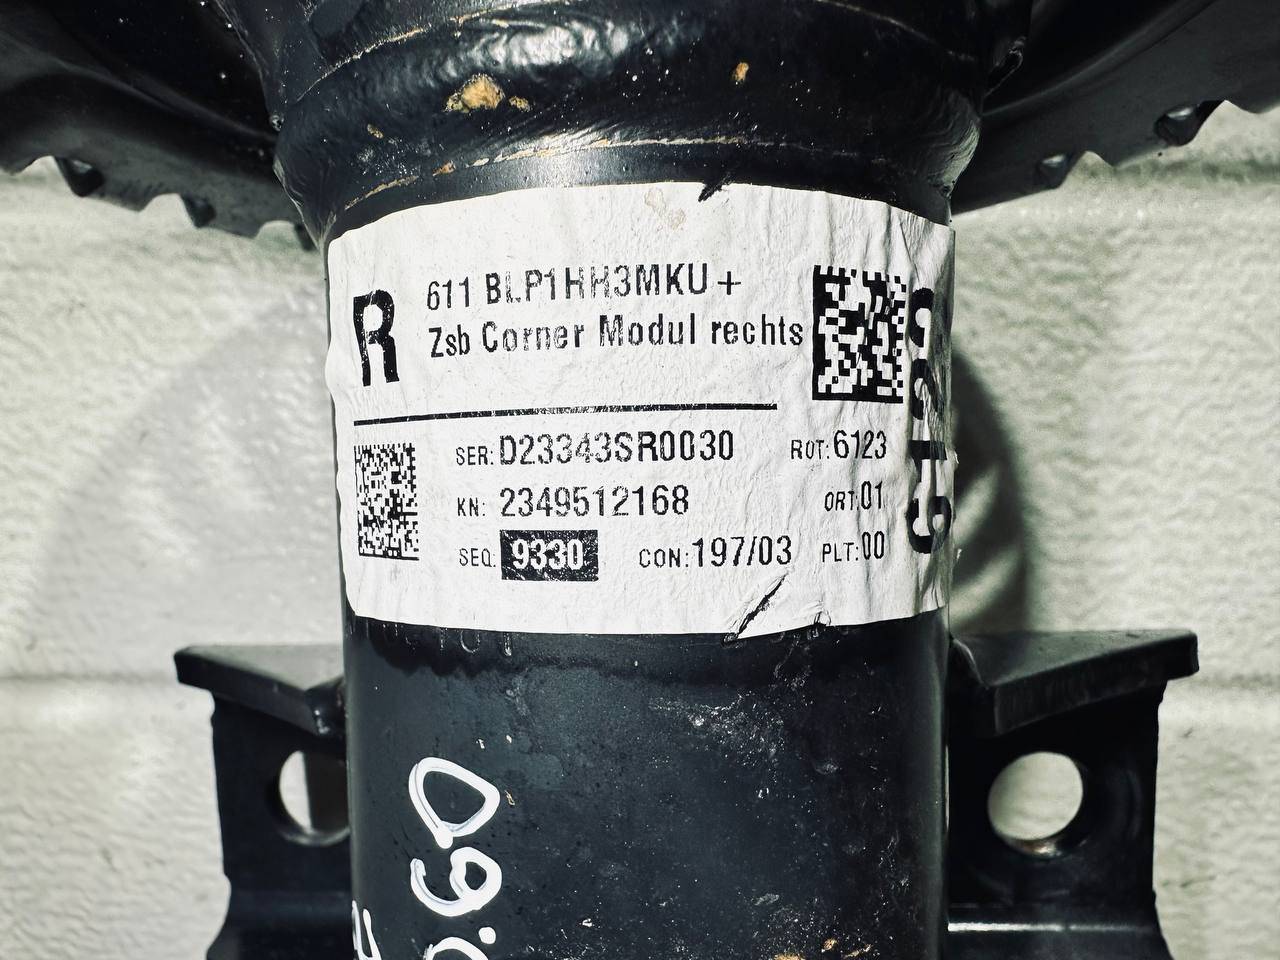 R
611 BLP1HH3MKU+
Zsb Corner Modul rechts
SER: D23343SR0030
ROT: 6123
KN: 2349512168
ORT: 01
SEQ: 9330
CON: 197/03
PLT: 00